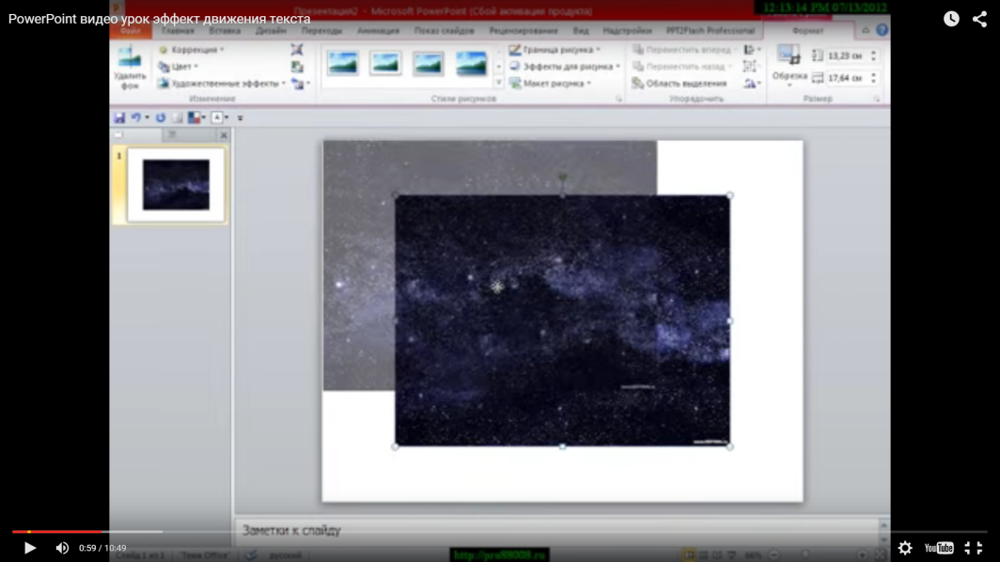 PowerPoint видео урок эффект движения текста
Презентация2 - Microsoft PowerPoint (Сбой активации продукта)
12:13:14 PM 07/13/2012
Файл Главная Вставка Дизайн Переходы Анимация Показ слайдов Рецензирование Вид Надстройки PPT2Flash Professional Формат
Удалить фон
Коррекция
Цвет
Художественные эффекты
Изменение
Стили рисунков
Граница рисунка
Эффекты для рисунка
Макет рисунка
Переместить вперед
Переместить назад
Область выделения
Упорядочить
Обрезка
13,23 см
17,64 см
Размер
1
Заметки к слайду
0:59 / 10:49
Слайд 1 из 1 "Тема Office" русский
http://pro88008.ru
66%
YouTube